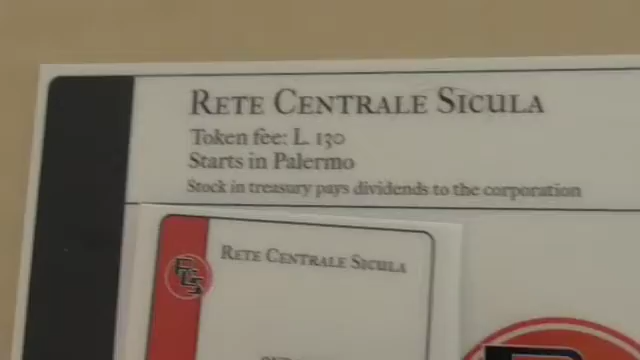 RETE CENTRALE SICULA
Token fee: L. 130
Starts in Palermo
Stock in treasury pays dividends to the corporation
RETE CENTRALE SICULA